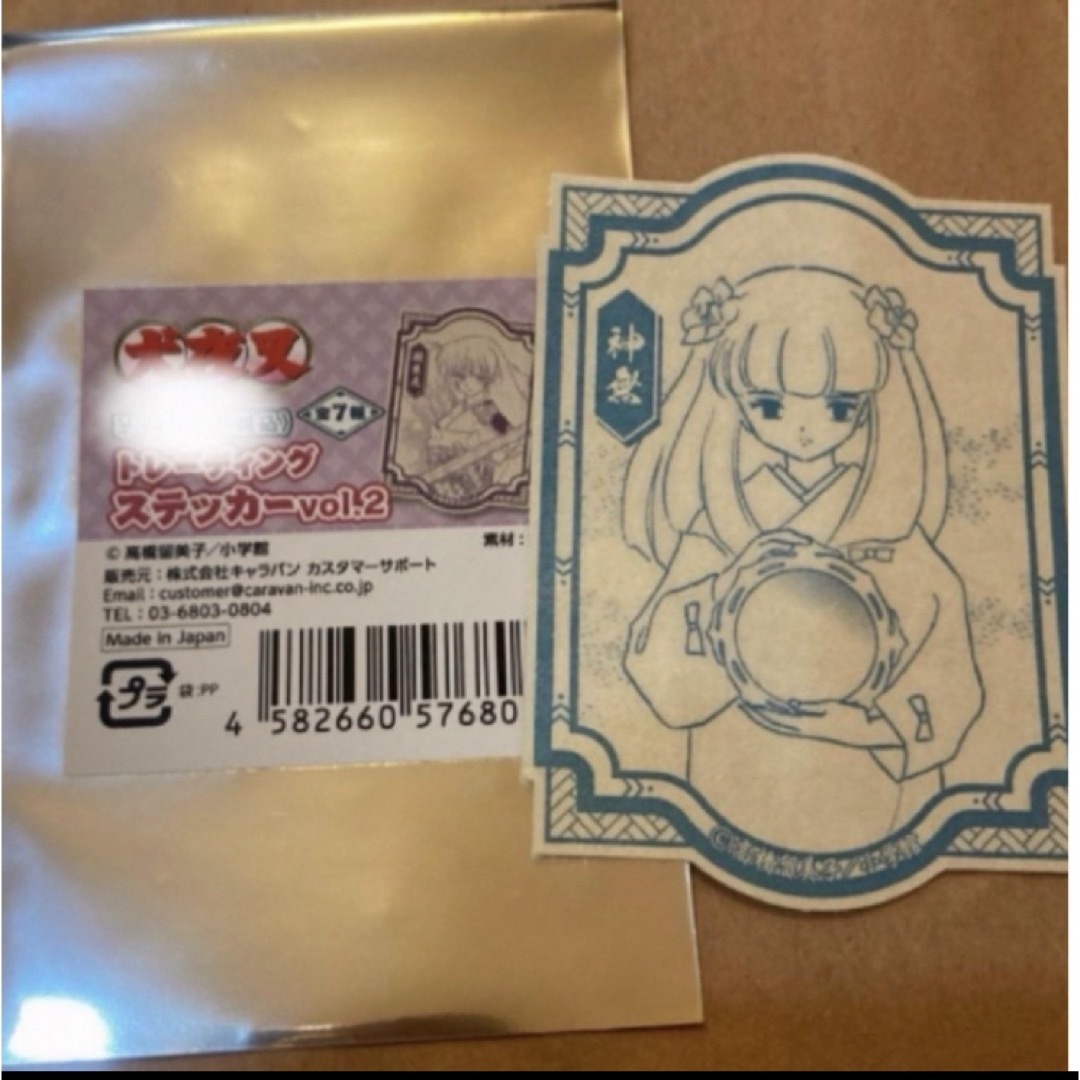 犬夜叉
全7種
トレーディング
ステッカーvol.2
© 高橋留美子／小学館
素材：
販売元：株式会社キャラバン カスタマーサポート
Email：customer@caravan-inc.co.jp
TEL：03-6803-0804
Made in Japan
プラ 袋:PP
4 582660 57680
神無